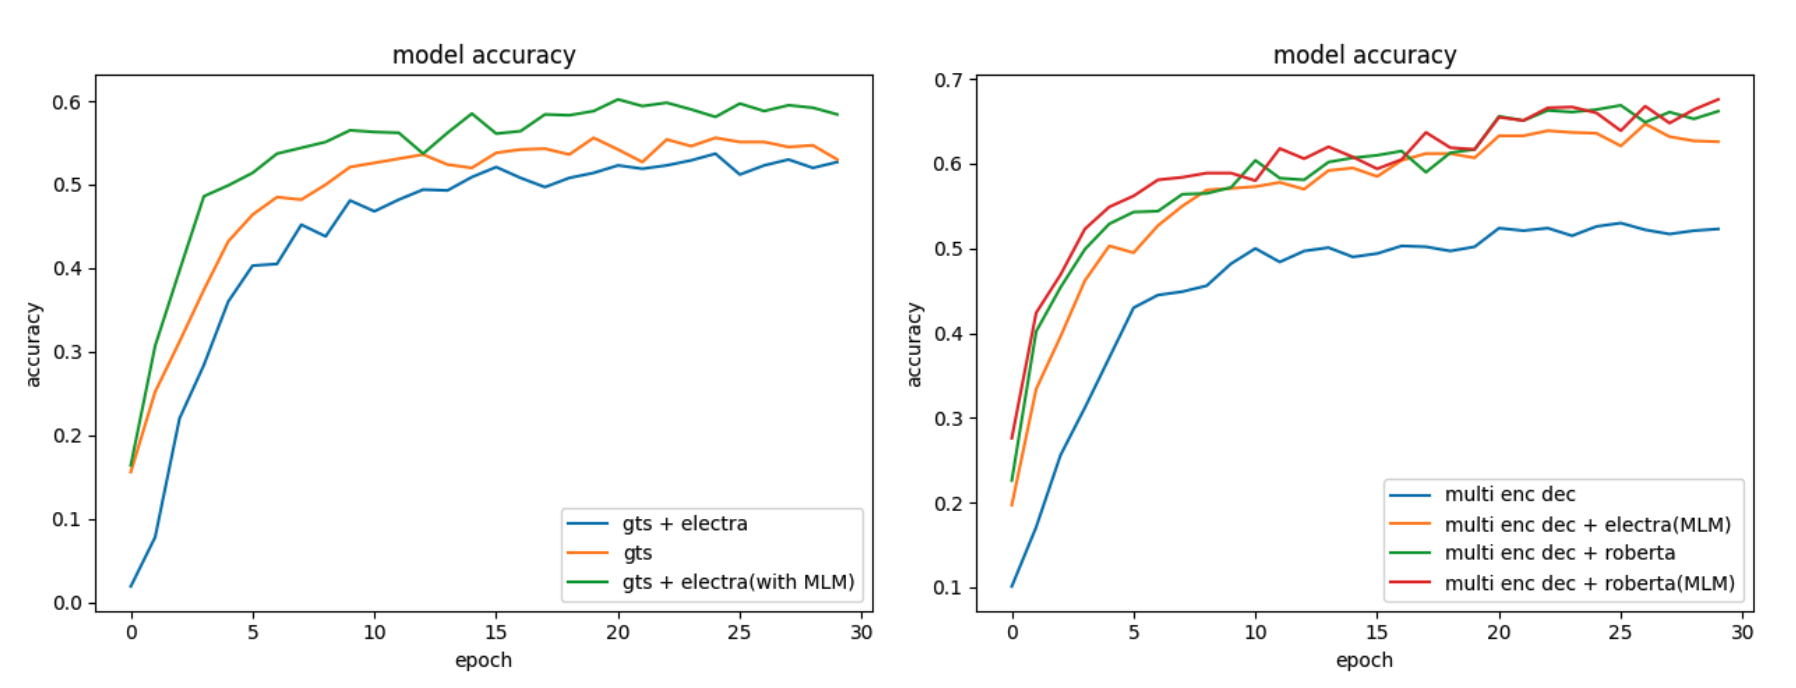 model accuracy
accuracy
0.6
0.5
0.4
0.3
0.2
0.1
0.0
gts + electra
gts
gts + electra(with MLM)
0 5 10 15 20 25 30
epoch
model accuracy
accuracy
0.7
0.6
0.5
0.4
0.3
0.2
0.1
multi enc dec
multi enc dec + electra(MLM)
multi enc dec + roberta
multi enc dec + roberta(MLM)
0 5 10 15 20 25 30
epoch